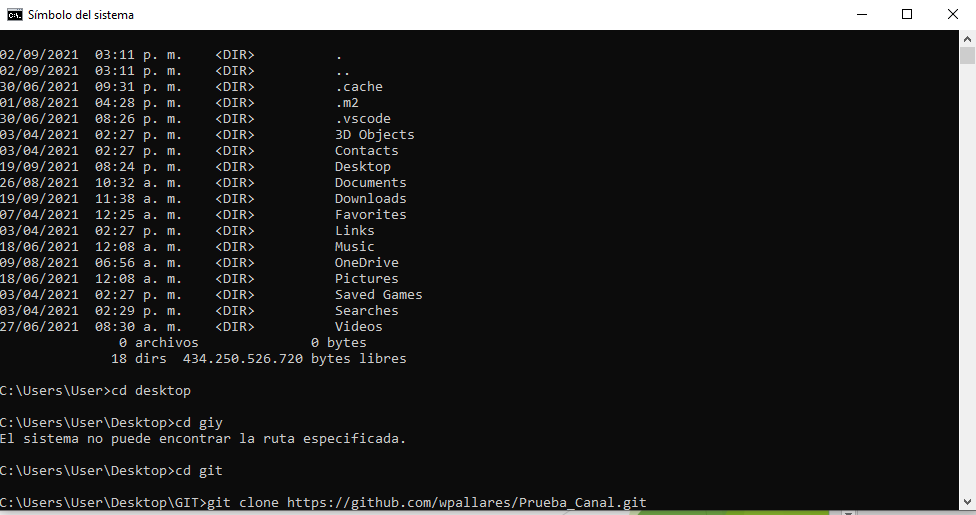 Símbolo del sistema
02/09/2021  03:11 p. m.    <DIR>          .
02/09/2021  03:11 p. m.    <DIR>          ..
30/06/2021  09:31 p. m.    <DIR>          .cache
01/08/2021  04:28 p. m.    <DIR>          .m2
30/06/2021  08:26 p. m.    <DIR>          .vscode
03/04/2021  02:27 p. m.    <DIR>          3D Objects
03/04/2021  02:27 p. m.    <DIR>          Contacts
19/09/2021  08:24 p. m.    <DIR>          Desktop
26/08/2021  10:32 a. m.    <DIR>          Documents
19/09/2021  11:38 a. m.    <DIR>          Downloads
07/04/2021  12:25 a. m.    <DIR>          Favorites
03/04/2021  02:27 p. m.    <DIR>          Links
18/06/2021  12:08 a. m.    <DIR>          Music
09/08/2021  06:56 a. m.    <DIR>          OneDrive
18/06/2021  12:08 a. m.    <DIR>          Pictures
03/04/2021  02:27 p. m.    <DIR>          Saved Games
03/04/2021  02:29 p. m.    <DIR>          Searches
27/06/2021  08:30 a. m.    <DIR>          Videos
0 archivos              0 bytes
18 dirs  434.250.526.720 bytes libres
C:\Users\User>cd desktop
C:\Users\User\Desktop>cd giy
El sistema no puede encontrar la ruta especificada.
C:\Users\User\Desktop>cd git
C:\Users\User\Desktop\GIT>git clone https://github.com/wpallares/Prueba_Canal.git